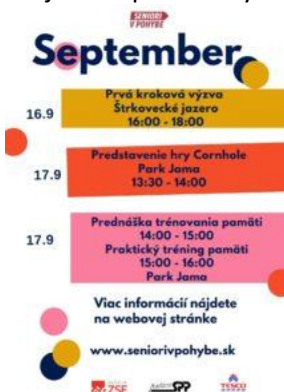 SENIORI
V POHYBE
September
16.9
Prvá kroková výzva
Štrkovecké jazero
16:00 - 18:00
17.9
Predstavenie hry Cornhole
Park Jama
13:30 - 14:00
17.9
Prednáška trénovania pamäti
14:00 - 15:00
Praktický tréning pamäti
15:00 - 16:00
Park Jama
Viac informácií nájdete
na webovej stránke
www.seniorivpohybe.sk
ZSE
SPP
TESCO